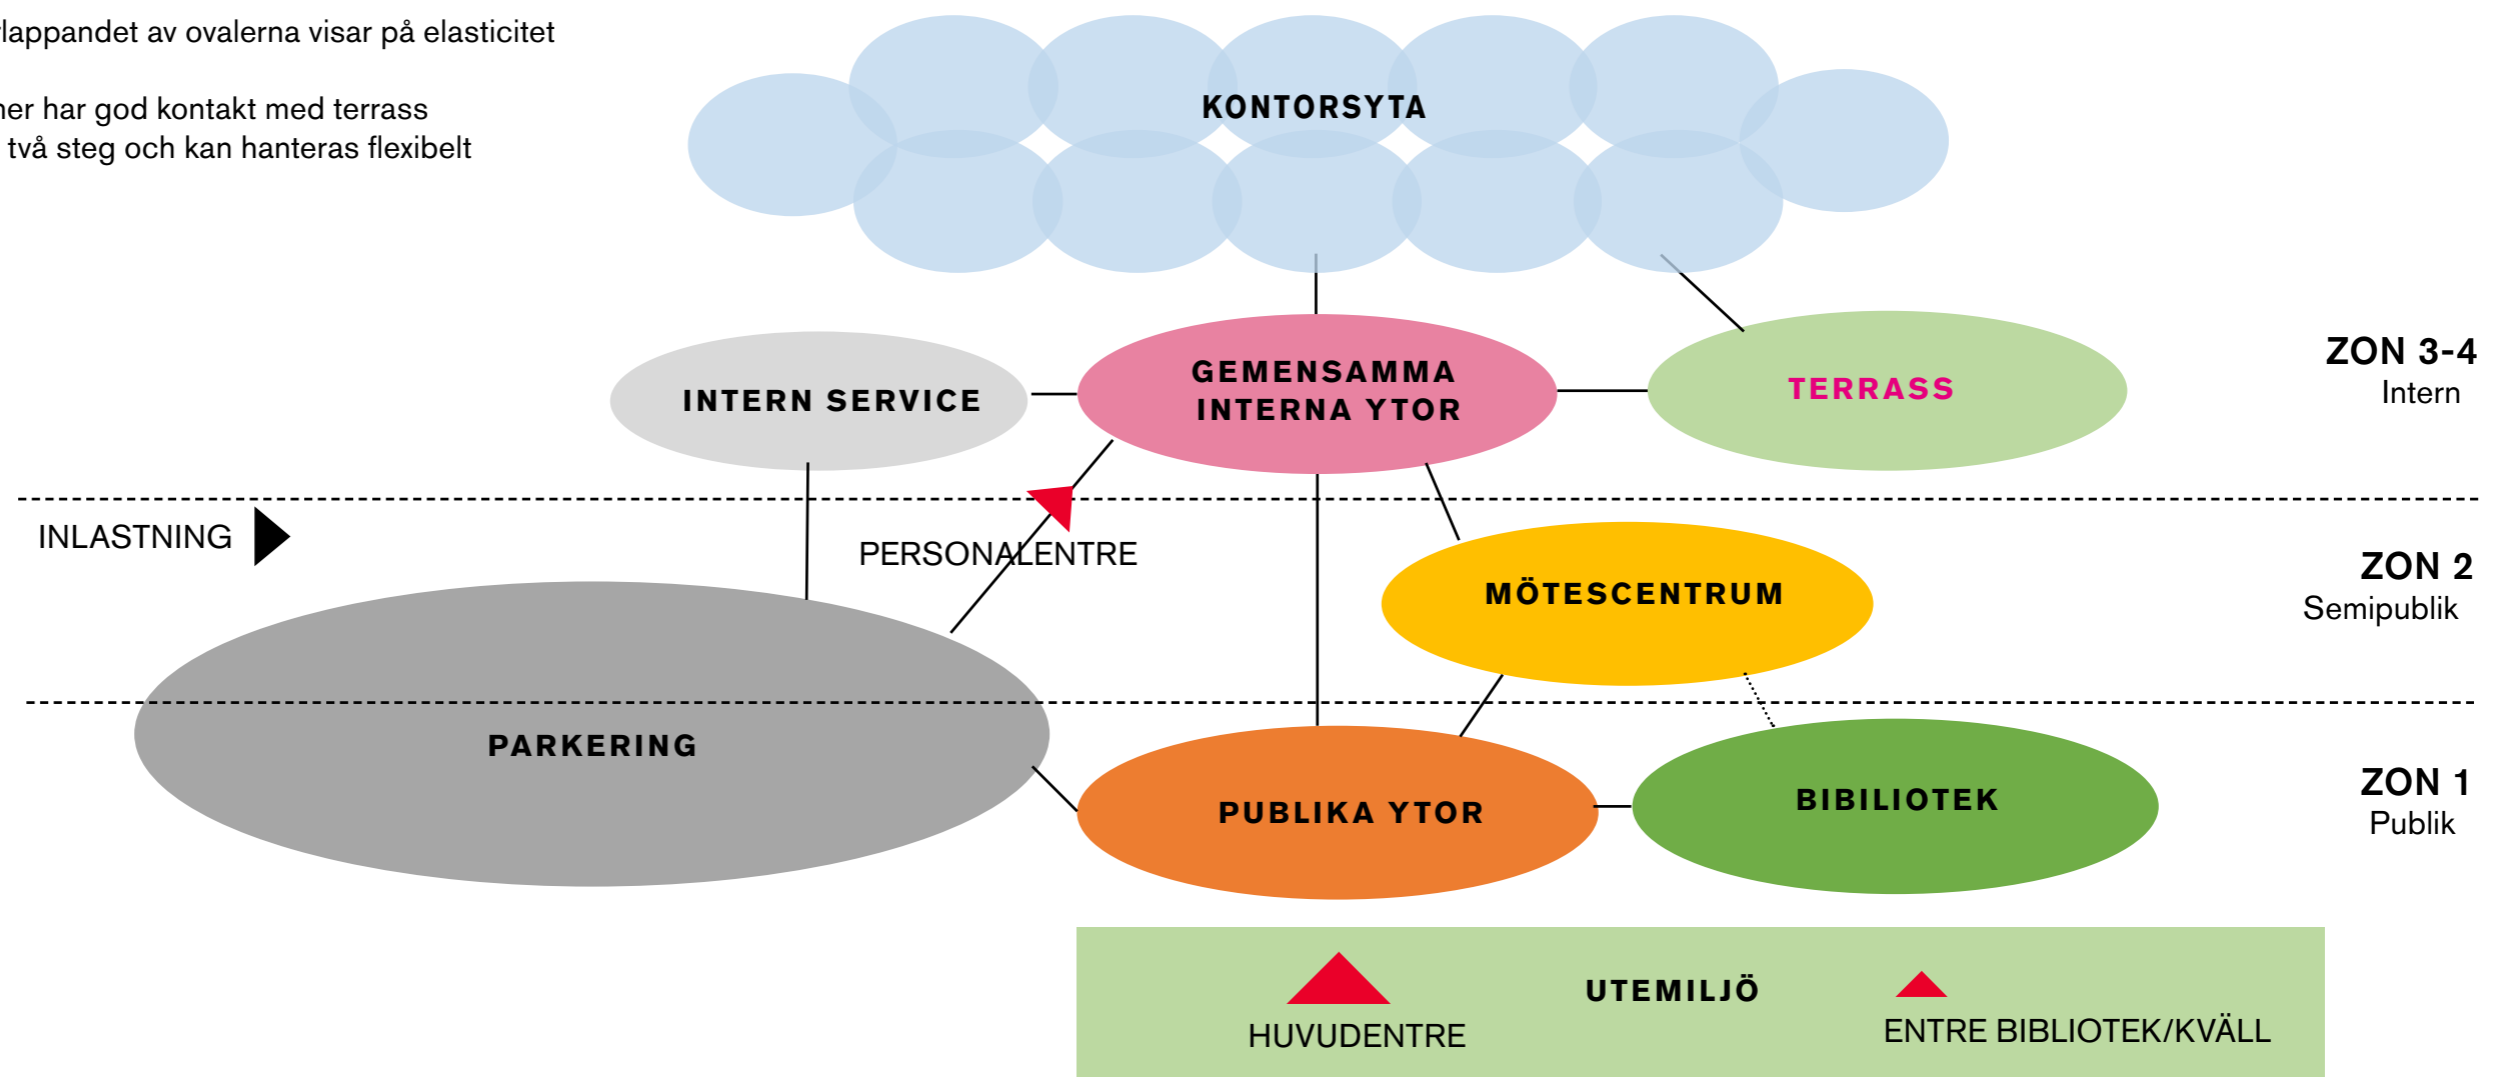 lappandet av ovalerna visar på elasticitet
ner har god kontakt med terrass
två steg och kan hanteras flexibelt
KONTORSYTA
INTERN SERVICE
GEMENSAMMA
INTERNA YTOR
TERRASS
ZON 3-4
Intern
INLASTNING
PERSONALENTRE
MÖTESCENTRUM
ZON 2
Semipublik
PARKERING
PUBLIKA YTOR
BIBILIOTEK
ZON 1
Publik
UTEMILJÖ
HUVUDENTRE
ENTRE BIBLIOTEK/KVÄLL